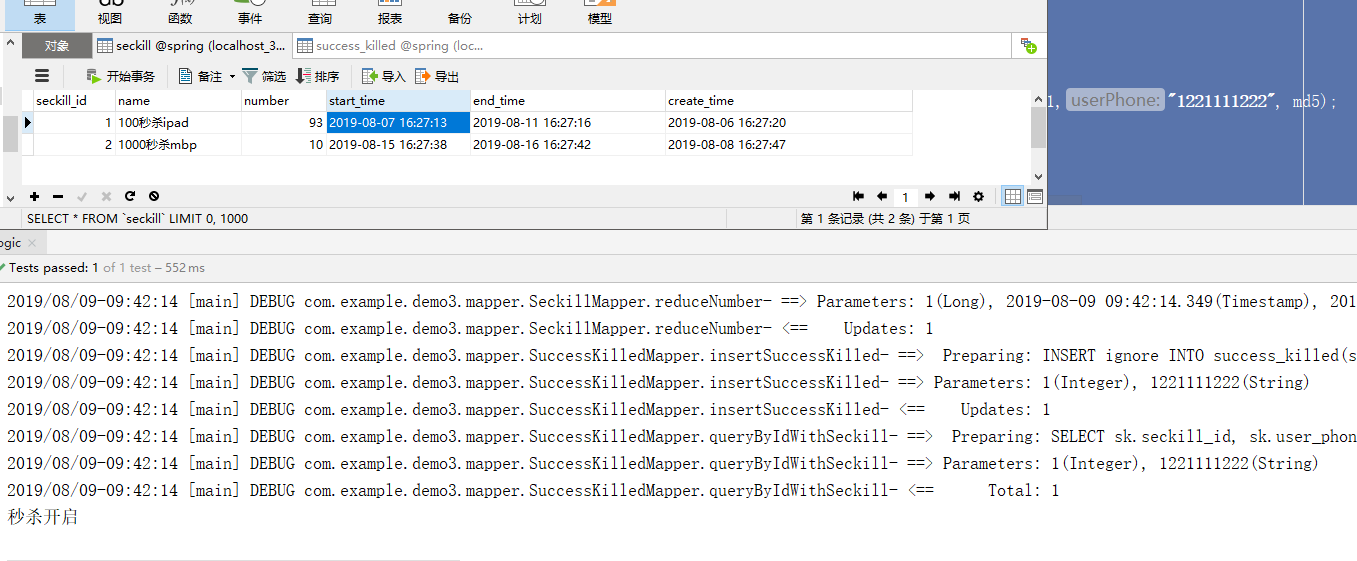 表 视图 函数 事件 查询 报表 备份 计划 模型
对象 seckill @spring (localhost_3... success_killed @spring (loc...
开始事务 备注 筛选 排序 导入 导出
seckill_id name number start_time end_time create_time
1 100秒杀ipad 93 2019-08-07 16:27:13 2019-08-11 16:27:16 2019-08-06 16:27:20
2 1000秒杀mbp 10 2019-08-15 16:27:38 2019-08-16 16:27:42 2019-08-08 16:27:47
1, userPhone: "1221111222", md5);
1
SELECT * FROM `seckill` LIMIT 0, 1000 第 1 条记录 (共 2 条) 于第 1 页
ogic
Tests passed: 1 of 1 test – 552 ms
2019/08/09-09:42:14 [main] DEBUG com.example.demo3.mapper.SeckillMapper.reduceNumber- ==> Parameters: 1(Long), 2019-08-09 09:42:14.349(Timestamp), 201
2019/08/09-09:42:14 [main] DEBUG com.example.demo3.mapper.SeckillMapper.reduceNumber- <== Updates: 1
2019/08/09-09:42:14 [main] DEBUG com.example.demo3.mapper.SuccessKilledMapper.insertSuccessKilled- ==> Preparing: INSERT ignore INTO success_killed(s
2019/08/09-09:42:14 [main] DEBUG com.example.demo3.mapper.SuccessKilledMapper.insertSuccessKilled- ==> Parameters: 1(Integer), 1221111222(String)
2019/08/09-09:42:14 [main] DEBUG com.example.demo3.mapper.SuccessKilledMapper.insertSuccessKilled- <== Updates: 1
2019/08/09-09:42:14 [main] DEBUG com.example.demo3.mapper.SuccessKilledMapper.queryByIdWithSeckill- ==> Preparing: SELECT sk.seckill_id, sk.user_phon
2019/08/09-09:42:14 [main] DEBUG com.example.demo3.mapper.SuccessKilledMapper.queryByIdWithSeckill- ==> Parameters: 1(Integer), 1221111222(String)
2019/08/09-09:42:14 [main] DEBUG com.example.demo3.mapper.SuccessKilledMapper.queryByIdWithSeckill- <== Total: 1
秒杀开启